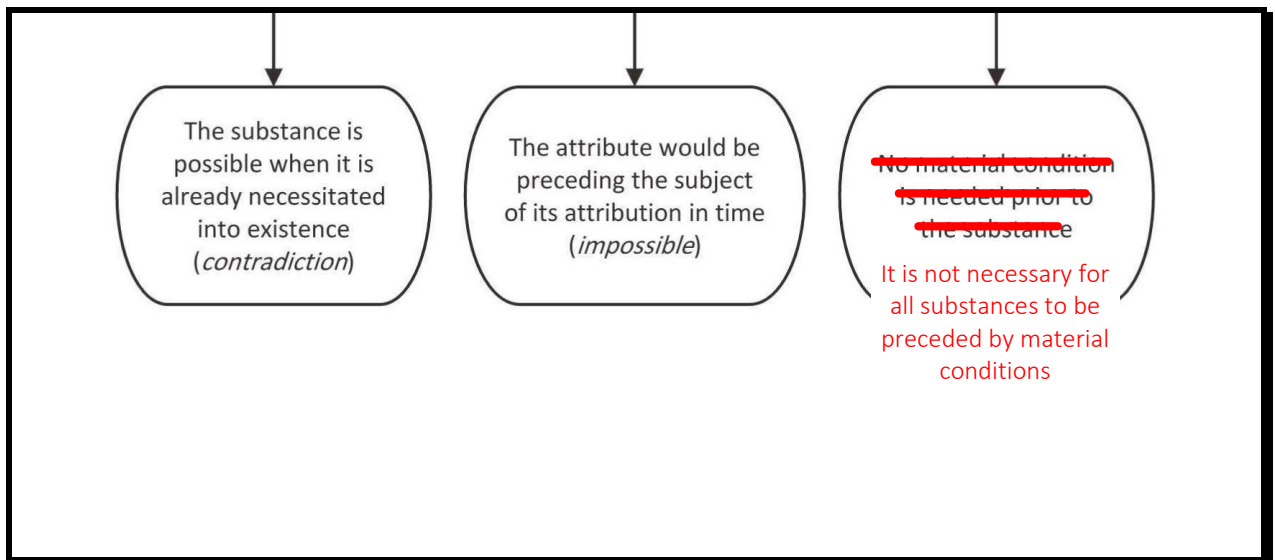 The substance is
possible when it is
already necessitated
into existence
(contradiction)
The attribute would be
preceding the subject
of its attribution in time
(impossible)
No material condition
is needed prior to
the substance
It is not necessary for
all substances to be
preceded by material
conditions